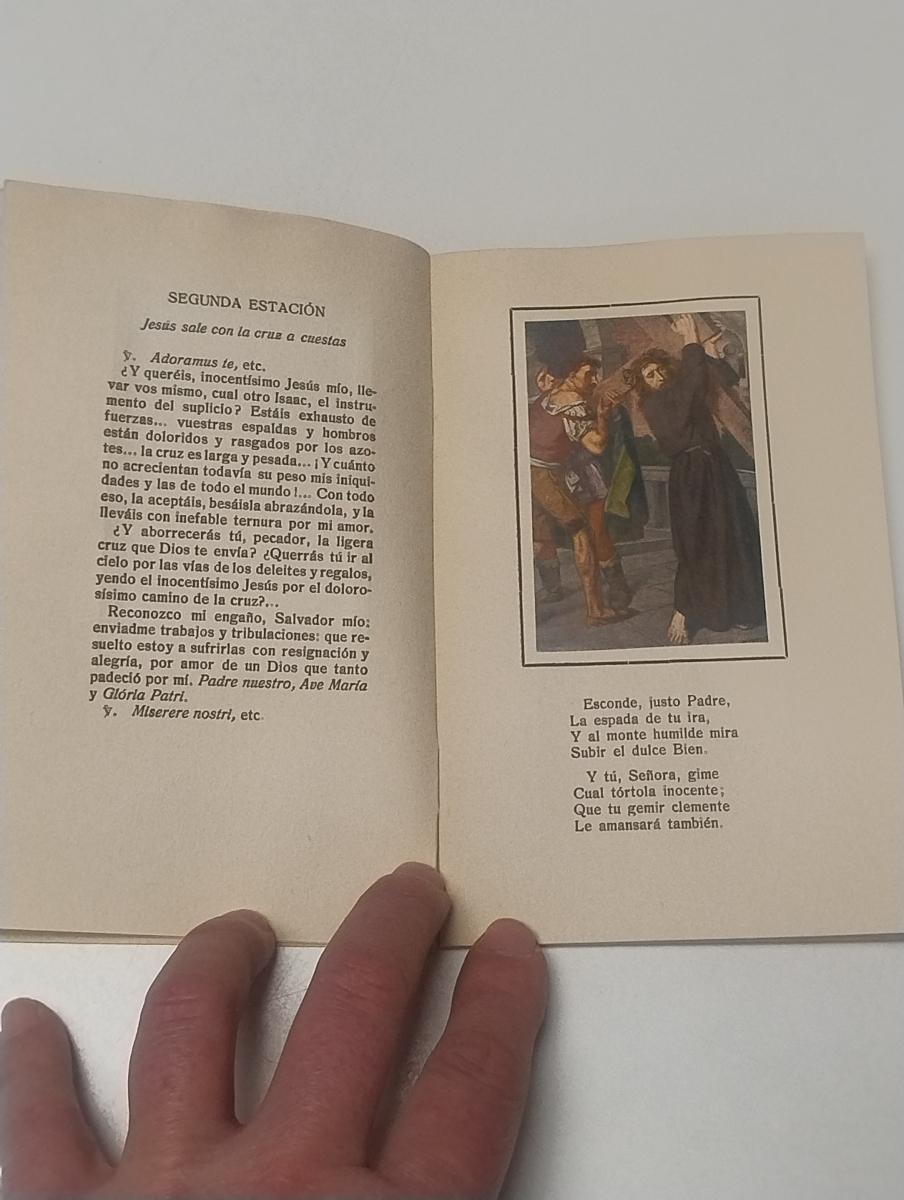 SEGUNDA ESTACIÓN
Jesús sale con la cruz a cuestas
℣. Adoramus te, etc.
¿Y queréis, inocentísimo Jesús mío, lle-
var vos mismo, cual otro Isaac, el instru-
mento del suplicio? Estáis exhausto de
fuerzas... vuestras espaldas y hombros
están doloridos y rasgados por los azo-
tes... la cruz es larga y pesada... ¡Y cuánto
no acrecientan todavía su peso mis iniqui-
dades y las de todo el mundo!... Con todo
eso, la aceptáis, besáisla abrazándola, y la
lleváis con inefable ternura por mi amor.
¿Y aborrecerás tú, pecador, la ligera
cruz que Dios te envía? ¿Querrás tú ir al
cielo por las vías de los deleites y regalos,
yendo el inocentísimo Jesús por el doloro-
sísimo camino de la cruz?...
Reconozco mi engaño, Salvador mío:
enviadme trabajos y tribulaciones: que re-
suelto estoy a sufrirlas con resignación y
alegría, por amor de un Dios que tanto
padeció por mí. Padre nuestro, Ave María
y Glória Patri.
℣. Miserere nostri, etc.
Esconde, justo Padre,
La espada de tu ira,
Y al monte humilde mira
Subir el dulce Bien.
Y tú, Señora, gime
Cual tórtola inocente;
Que tu gemir clemente
Le amansará también.